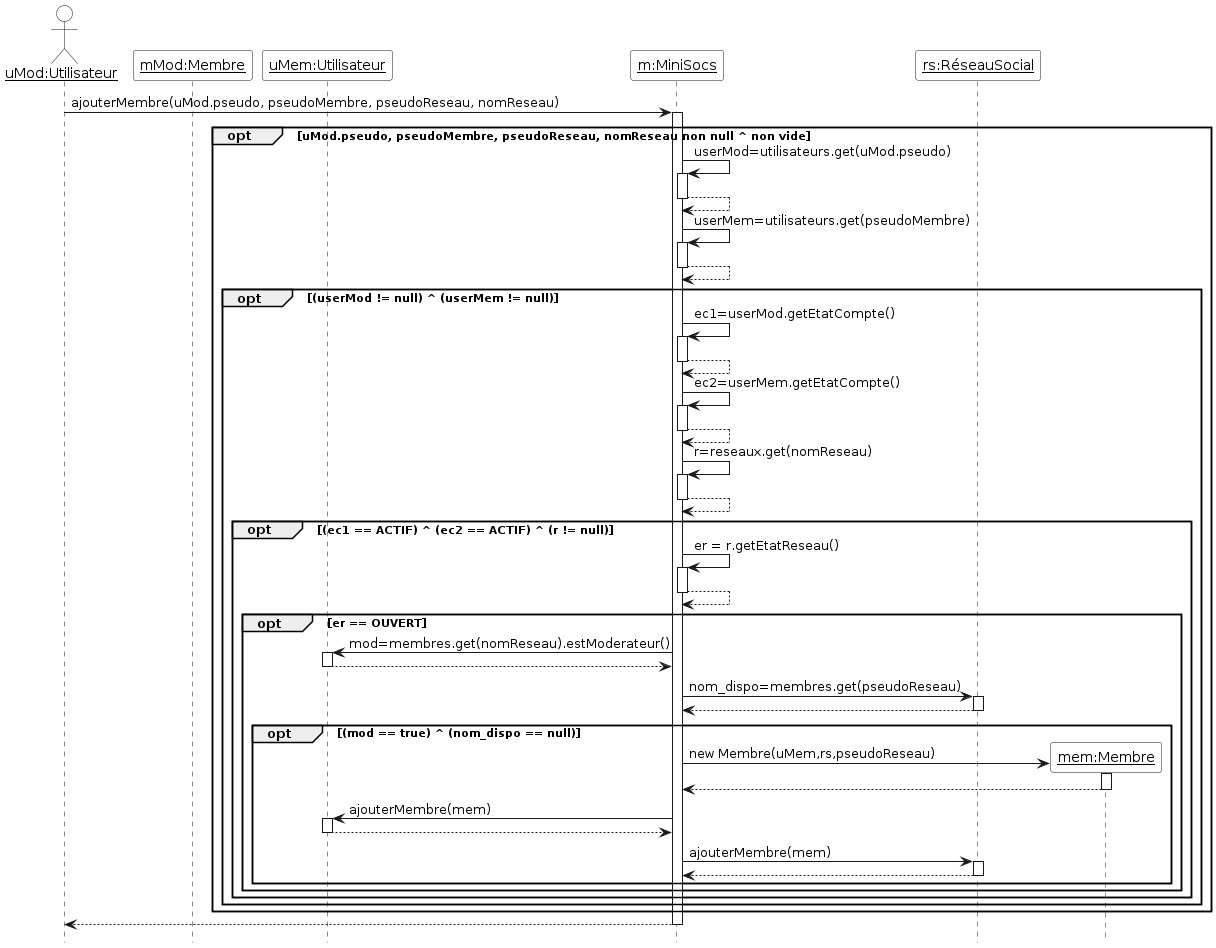 uMod:Utilisateur
mMod:Membre
uMem:Utilisateur
m:MiniSocs
rs:RéseauSocial
ajouterMembre(uMod.pseudo, pseudoMembre, pseudoReseau, nomReseau)
opt [uMod.pseudo, pseudoMembre, pseudoReseau, nomReseau non null ^ non vide]
userMod=utilisateurs.get(uMod.pseudo)
userMem=utilisateurs.get(pseudoMembre)
opt [(userMod != null) ^ (userMem != null)]
ec1=userMod.getEtatCompte()
ec2=userMem.getEtatCompte()
r=reseaux.get(nomReseau)
opt [(ec1 == ACTIF) ^ (ec2 == ACTIF) ^ (r != null)]
er = r.getEtatReseau()
opt [er == OUVERT]
mod=membres.get(nomReseau).estModerateur()
nom_dispo=membres.get(pseudoReseau)
opt [(mod == true) ^ (nom_dispo == null)]
new Membre(uMem,rs,pseudoReseau)
mem:Membre
ajouterMembre(mem)
ajouterMembre(mem)